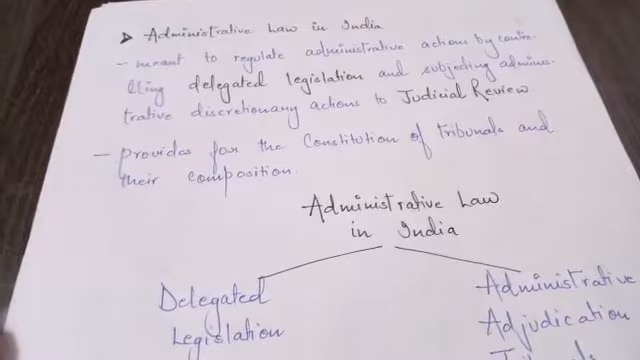 ➤ Administrative Law in India
- meant to regulate administrative actions by contro-
lling delegated legislation and subjecting adminis-
trative discretionary actions to Judicial Review
- provides for the Constitution of tribunals and
their composition.
Administrative Law
in India
Delegated
Legislation
Administrative
Adjudication